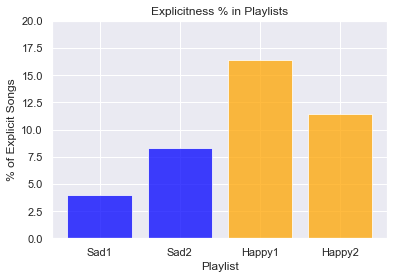 Explicitness % in Playlists
% of Explicit Songs
20.0
17.5
15.0
12.5
10.0
7.5
5.0
2.5
0.0
Sad1 Sad2 Happy1 Happy2
Playlist